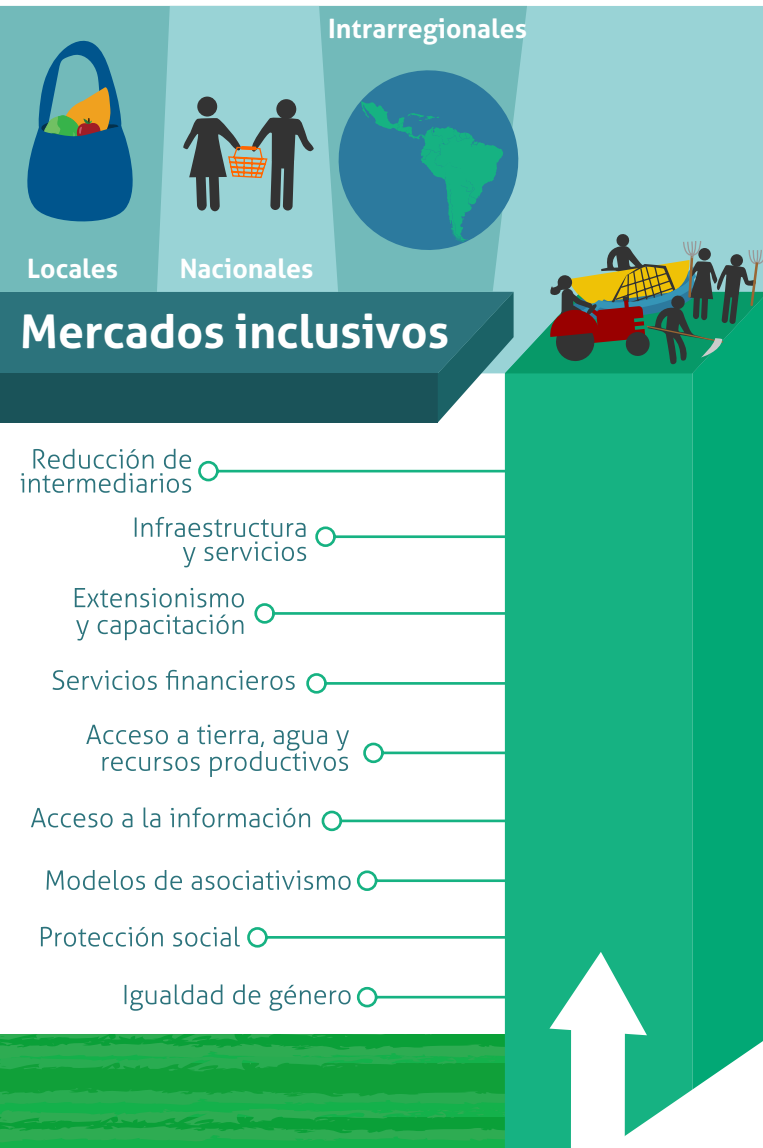 Intrarregionales
Locales
Nacionales
Mercados inclusivos
Reducción de
intermediarios
Infraestructura
y servicios
Extensionismo
y capacitación
Servicios financieros
Acceso a tierra, agua y
recursos productivos
Acceso a la información
Modelos de asociativismo
Protección social
Igualdad de género